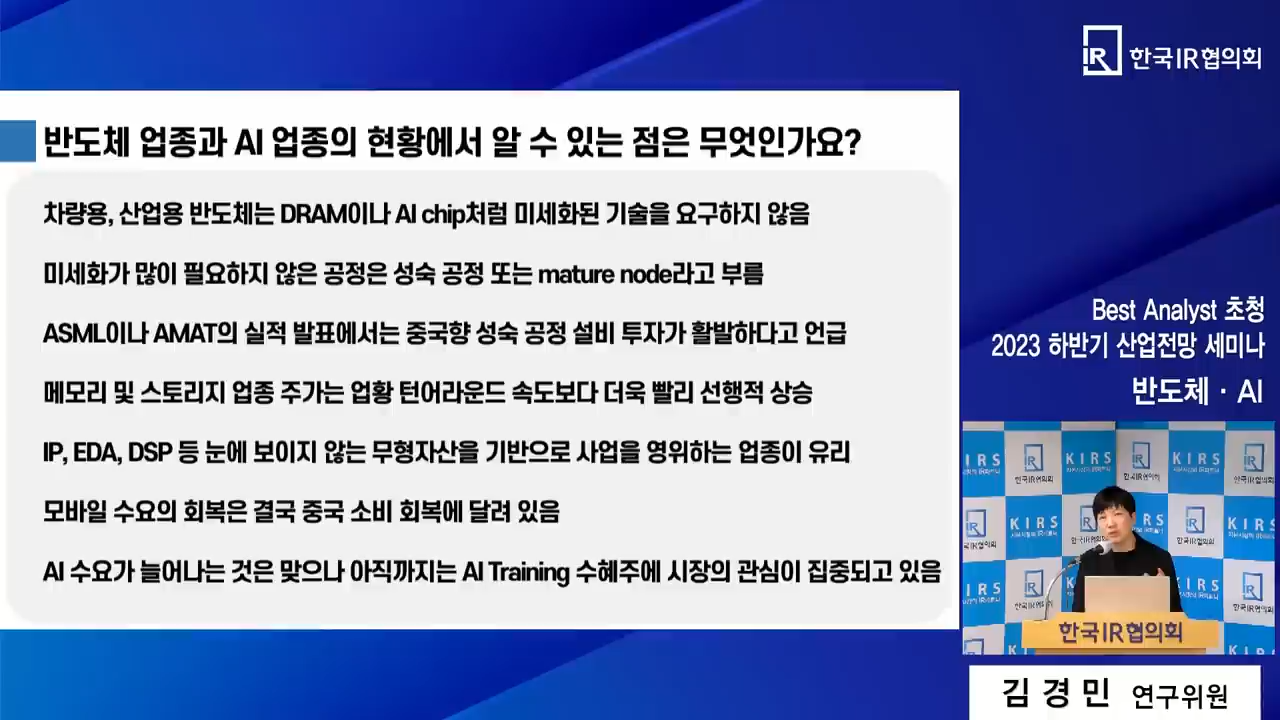 IR 한국IR협의회
반도체 업종과 AI 업종의 현황에서 알 수 있는 점은 무엇인가요?
차량용, 산업용 반도체는 DRAM이나 AI chip처럼 미세화된 기술을 요구하지 않음
미세화가 많이 필요하지 않은 공정은 성숙 공정 또는 mature node라고 부름
ASML이나 AMAT의 실적 발표에서는 중국향 성숙 공정 설비 투자가 활발하다고 언급
메모리 및 스토리지 업종 주가는 업황 턴어라운드 속도보다 더욱 빨리 선행적 상승
IP, EDA, DSP 등 눈에 보이지 않는 무형자산을 기반으로 사업을 영위하는 업종이 유리
모바일 수요의 회복은 결국 중국 소비 회복에 달려 있음
AI 수요가 늘어나는 것은 맞으나 아직까지는 AI Training 수혜주에 시장의 관심이 집중되고 있음
Best Analyst 초청
2023 하반기 산업전망 세미나
반도체 · AI
KIRS
한국IR협의회
한국IR협의회
김경민 연구위원